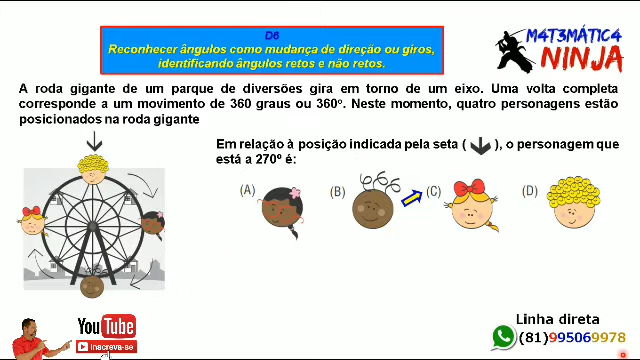 D6
Reconhecer ângulos como mudança de direção ou giros,
identificando ângulos retos e não retos.
M4T3MÁTIC4
NINJA
A roda gigante de um parque de diversões gira em torno de um eixo. Uma volta completa
corresponde a um movimento de 360 graus ou 360º. Neste momento, quatro personagens estão
posicionados na roda gigante
Em relação à posição indicada pela seta ( ), o personagem que
está a 270º é:
(A)
(B)
(C)
(D)
YouTube
Inscreva-se
Linha direta
(81)995069978